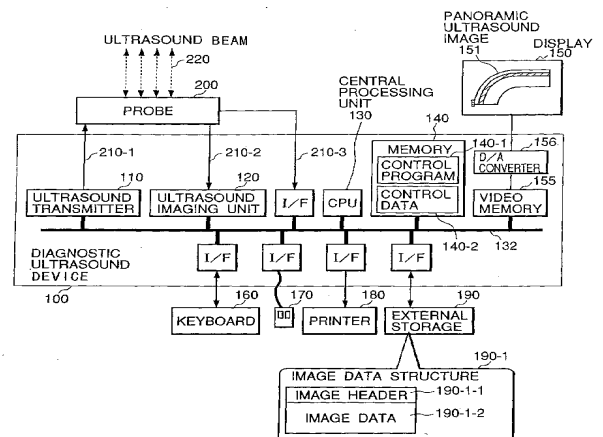 PANORAMIC
ULTRASOUND
IMAGE
151
DISPLAY
150
ULTRASOUND BEAM
220
200
PROBE
CENTRAL
PROCESSING
UNIT
130
140
210-1
210-2
210-3
MEMORY
140-1
CONTROL
PROGRAM
CONTROL
DATA
140-2
156
D/A
CONVERTER
110
ULTRASOUND
TRANSMITTER
120
ULTRASOUND
IMAGING UNIT
I/F
CPU
155
VIDEO
MEMORY
132
DIAGNOSTIC
ULTRASOUND
DEVICE
100
I/F
I/F
I/F
I/F
160
KEYBOARD
170
180
PRINTER
190
EXTERNAL
STORAGE
190-1
IMAGE DATA STRUCTURE
IMAGE HEADER
190-1-1
IMAGE DATA
190-1-2